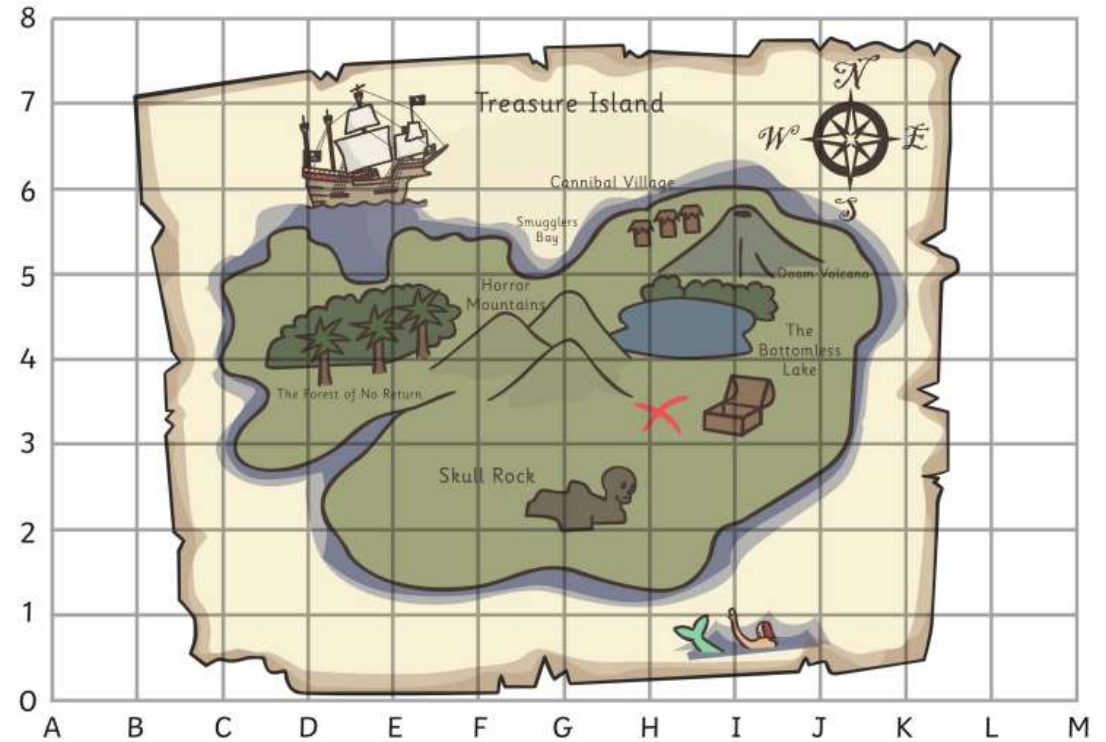 8
7
6
5
4
3
2
1
0
Treasure Island
N
W
E
S
Cannibal Village
Smugglers
Bay
Doom Volcano
Horror
Mountains
The
Bottomless
Lake
The Forest of No Return
Skull Rock
A B C D E F G H I J K L M